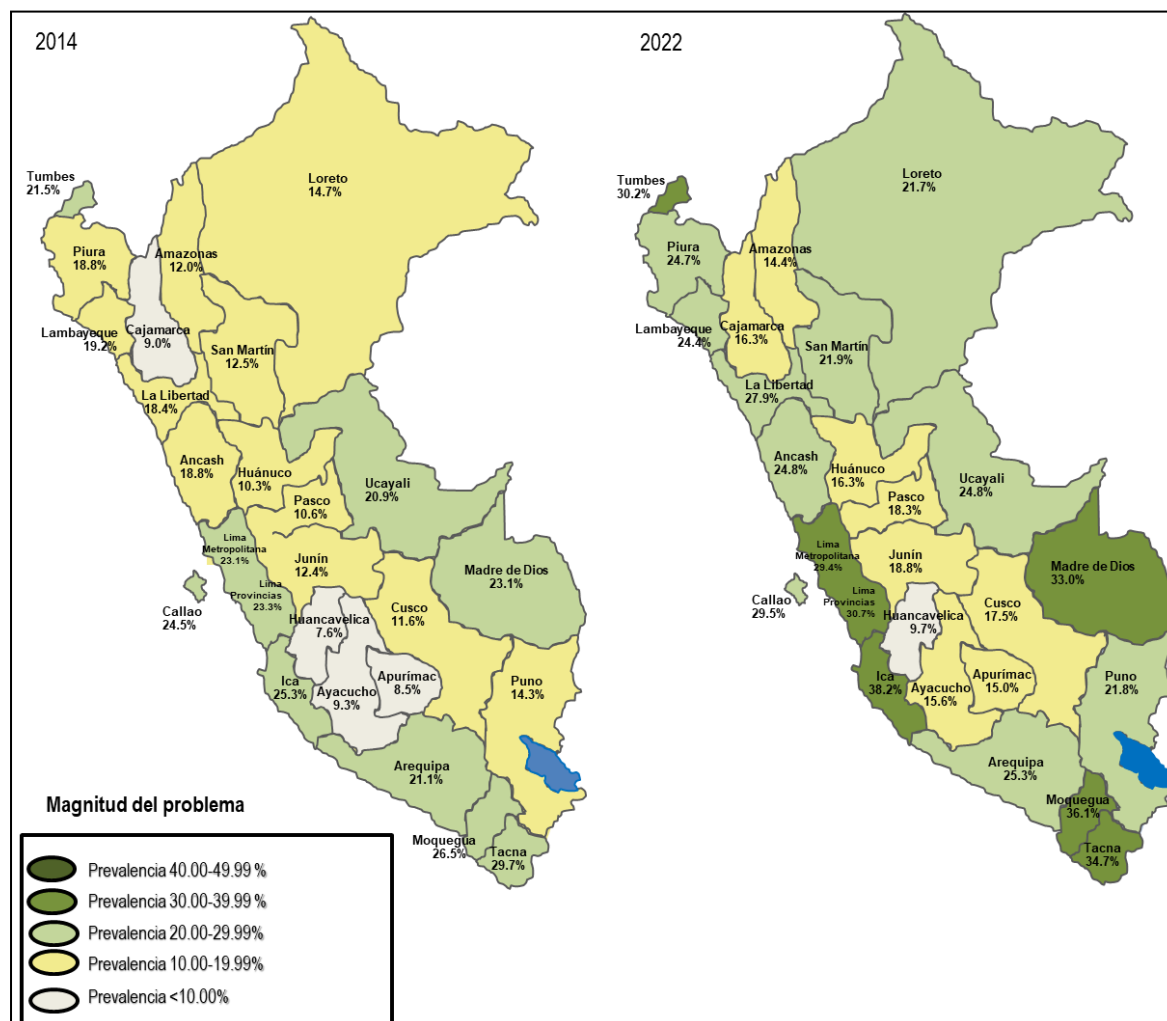 2014
Tumbes
21.5%
Loreto
14.7%
Piura
18.8%
Amazonas
12.0%
Lambayeque
19.2%
Cajamarca
9.0%
San Martín
12.5%
La Libertad
18.4%
Ancash
18.8%
Huánuco
10.3%
Ucayali
20.9%
Pasco
10.6%
Lima
Metropolitana
23.1%
Junín
12.4%
Madre de Dios
23.1%
Lima
Provincias
23.3%
Callao
24.5%
Cusco
11.6%
Huancavelica
7.6%
Ica
25.3%
Ayacucho
9.3%
Apurímac
8.5%
Puno
14.3%
Arequipa
21.1%
Moquegua
26.5%
Tacna
29.7%
2022
Tumbes
30.2%
Loreto
21.7%
Piura
24.7%
Amazonas
14.4%
Lambayeque
24.4%
Cajamarca
16.3%
San Martín
21.9%
La Libertad
27.9%
Ancash
24.8%
Huánuco
16.3%
Ucayali
24.8%
Pasco
18.3%
Lima
Metropolitana
29.4%
Junín
18.8%
Madre de Dios
33.0%
Lima
Provincias
30.7%
Callao
29.5%
Cusco
17.5%
Huancavelica
9.7%
Ica
38.2%
Ayacucho
15.6%
Apurímac
15.0%
Puno
21.8%
Arequipa
25.3%
Moquegua
36.1%
Tacna
34.7%
Magnitud del problema
Prevalencia 40.00-49.99 %
Prevalencia 30.00-39.99 %
Prevalencia 20.00-29.99%
Prevalencia 10.00-19.99%
Prevalencia <10.00%